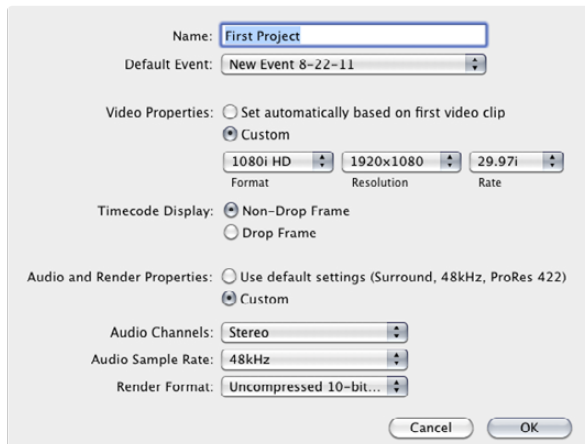 Name: First Project
Default Event: New Event 8-22-11
Video Properties: Set automatically based on first video clip
Custom
1080i HD 1920x1080 29.97i
Format Resolution Rate
Timecode Display: Non-Drop Frame
Drop Frame
Audio and Render Properties: Use default settings (Surround, 48kHz, ProRes 422)
Custom
Audio Channels: Stereo
Audio Sample Rate: 48kHz
Render Format: Uncompressed 10-bit...
Cancel OK